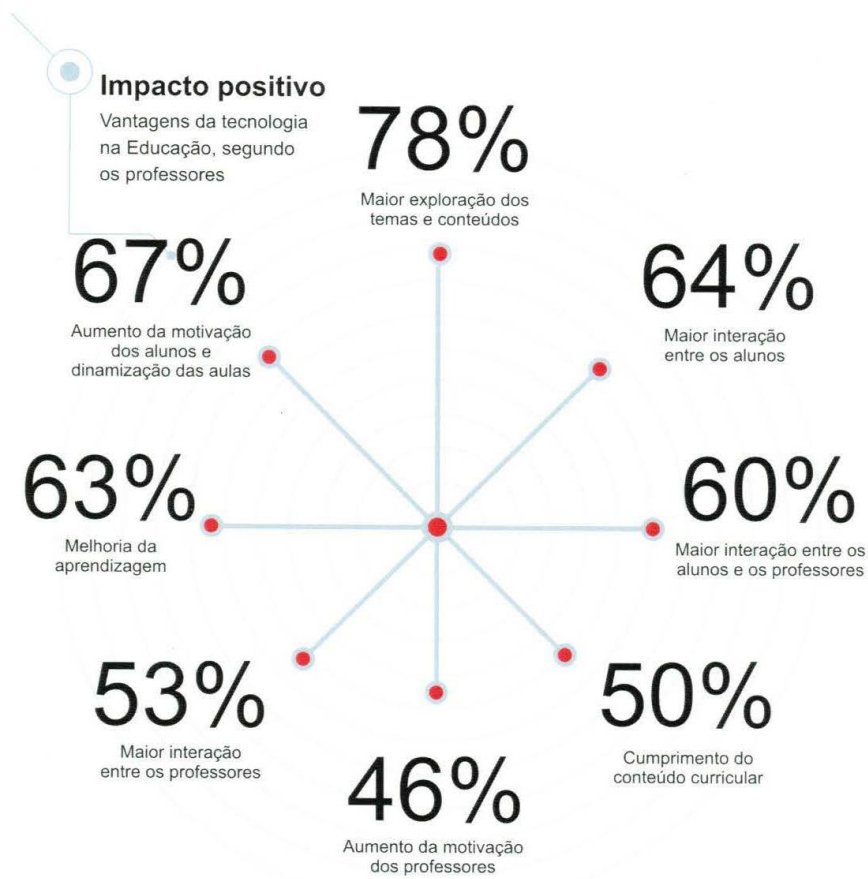 Impacto positivo
Vantagens da tecnologia
na Educação, segundo
os professores
78%
Maior exploração dos
temas e conteúdos
67%
Aumento da motivação
dos alunos e
dinamização das aulas
64%
Maior interação
entre os alunos
63%
Melhoria da
aprendizagem
60%
Maior interação entre os
alunos e os professores
53%
Maior interação
entre os professores
50%
Cumprimento do
conteúdo curricular
46%
Aumento da motivação
dos professores